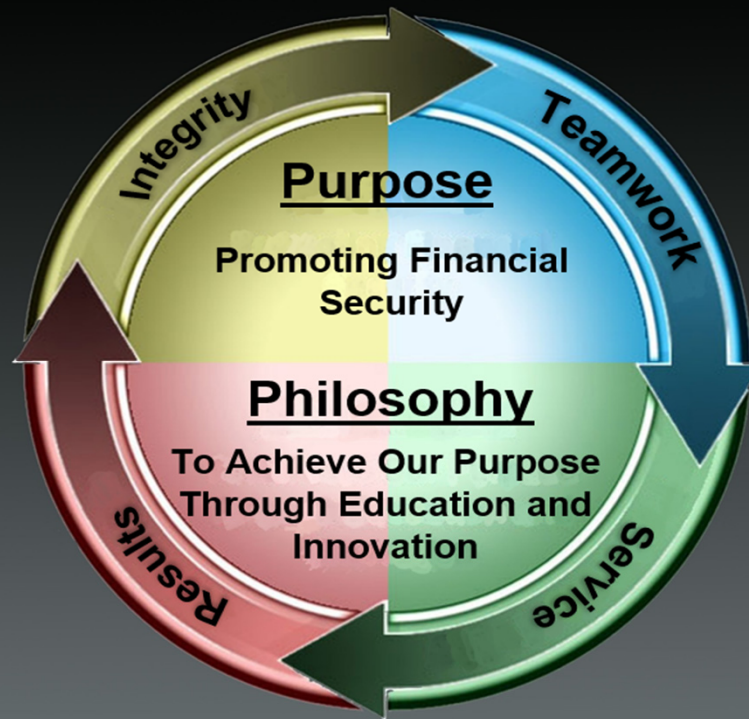 Integrity
Teamwork
Purpose
Promoting Financial
Security
Philosophy
To Achieve Our Purpose
Through Education and
Innovation
Results
Service